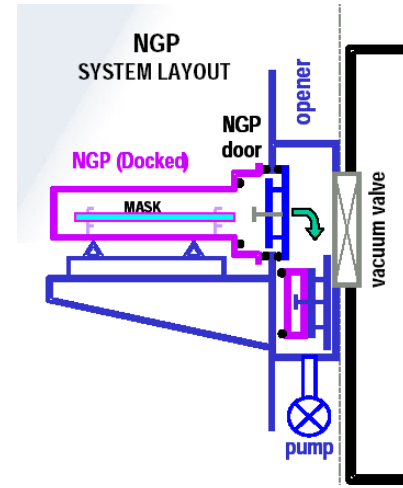 NGP
SYSTEM LAYOUT
opener
NGP
door
NGP (Docked)
MASK
vacuum valve
pump